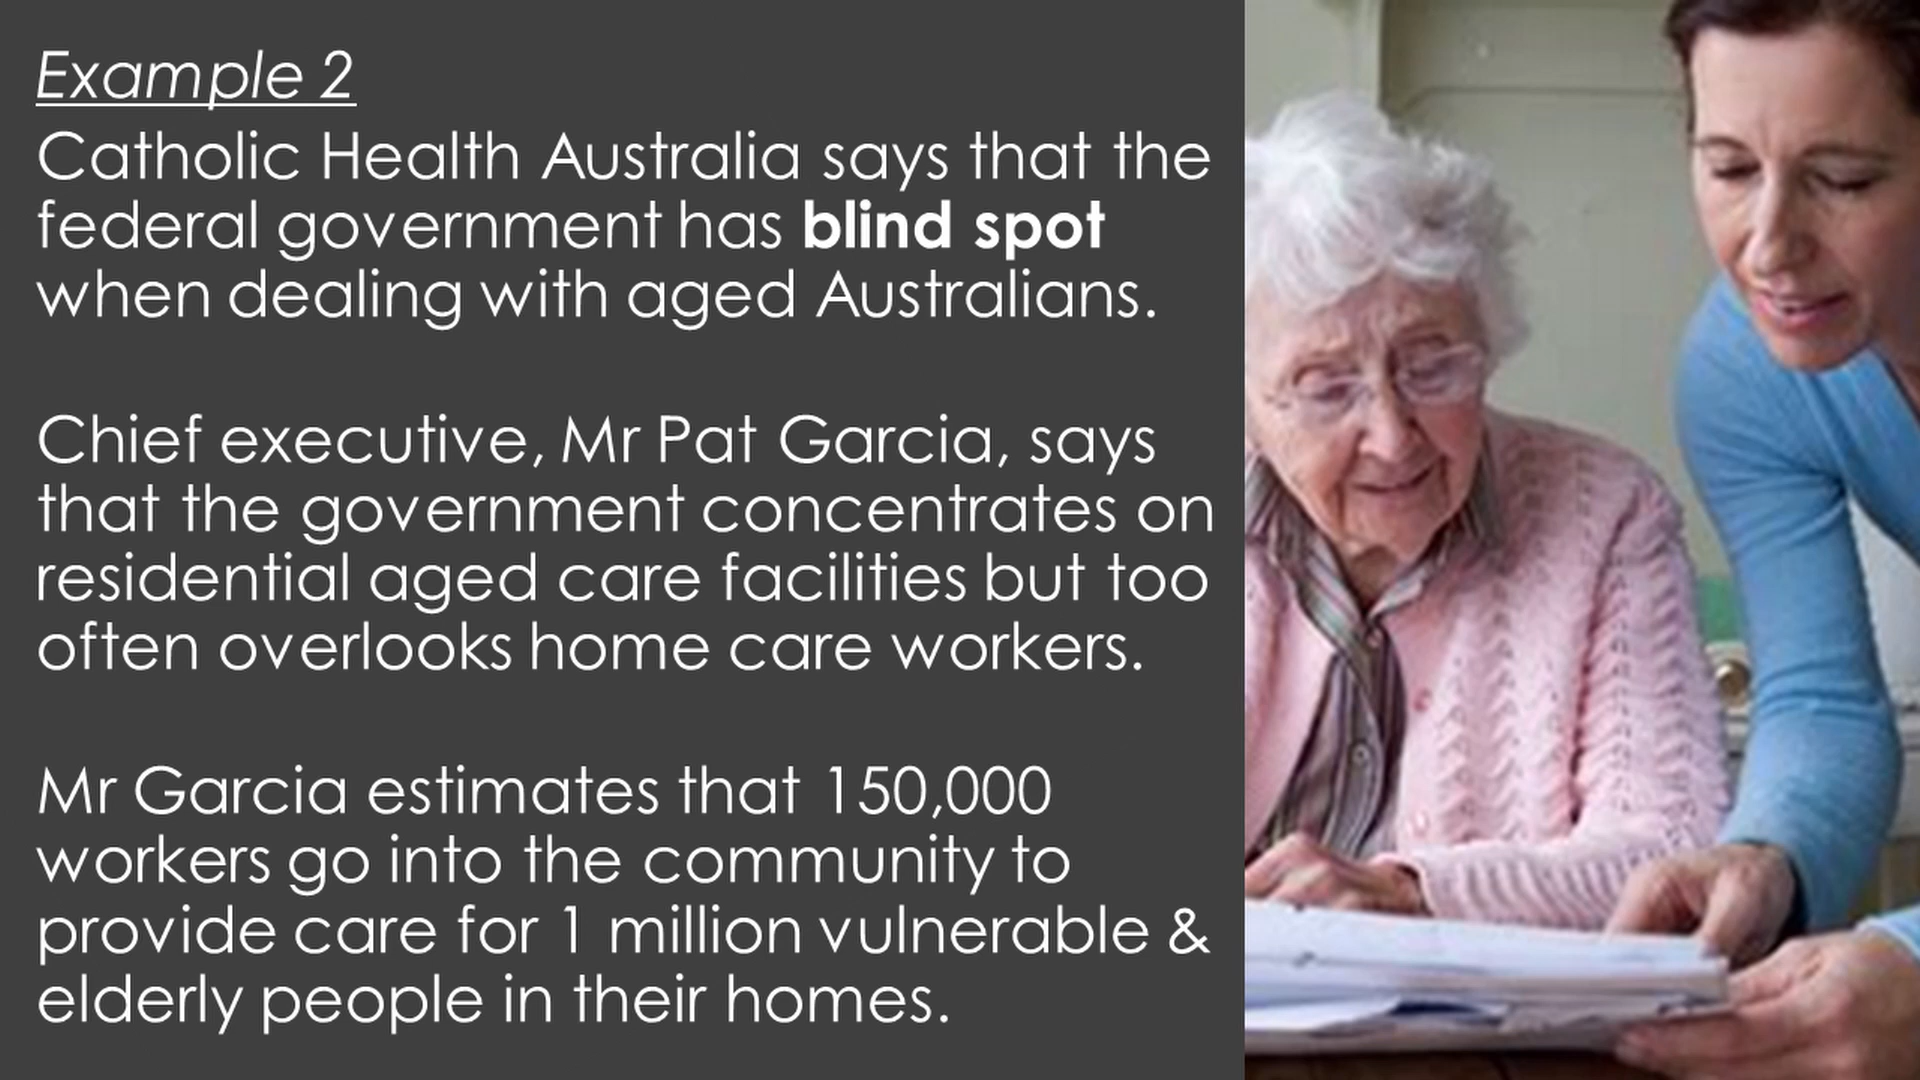 Example 2
Catholic Health Australia says that the
federal government has blind spot
when dealing with aged Australians.
Chief executive, Mr Pat Garcia, says
that the government concentrates on
residential aged care facilities but too
often overlooks home care workers.
Mr Garcia estimates that 150,000
workers go into the community to
provide care for 1 million vulnerable &
elderly people in their homes.